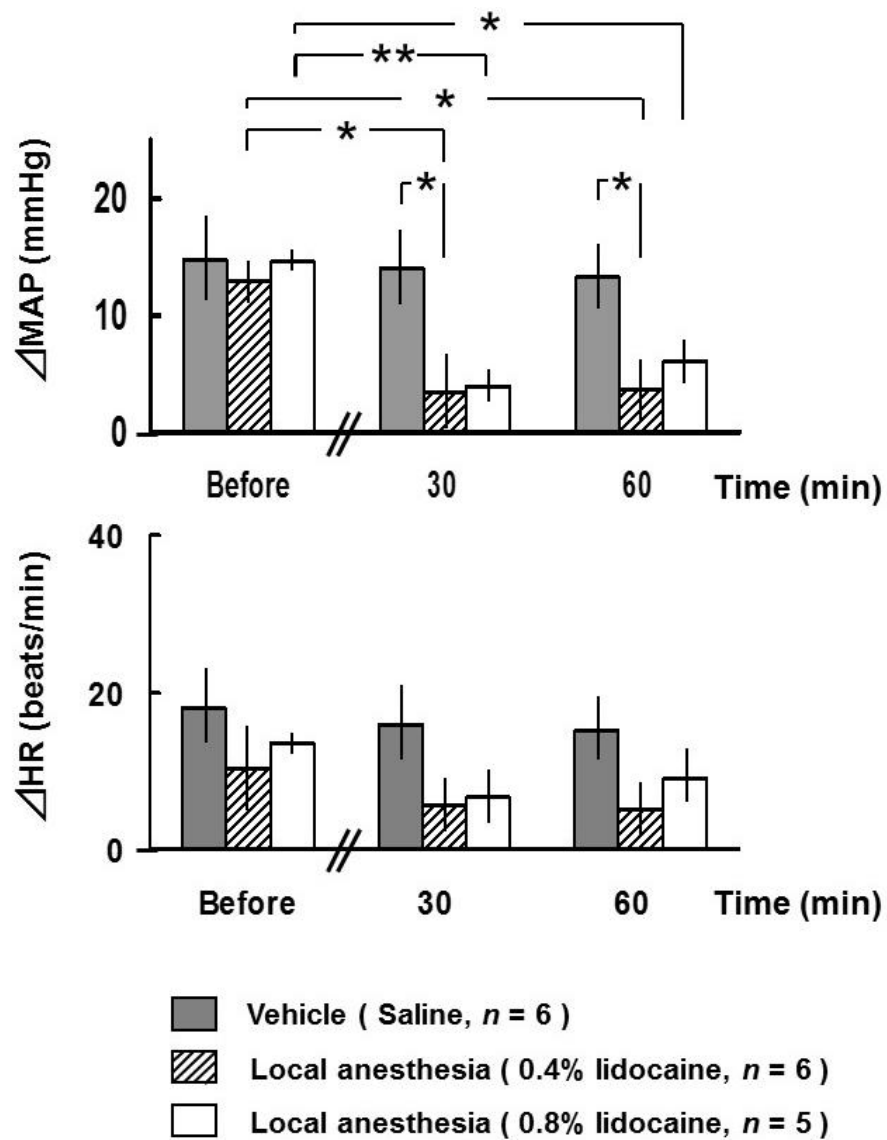 *
**
*
*
* *
ΔMAP (mmHg)
20
10
0
Before 30 60 Time (min)
ΔHR (beats/min)
40
20
0
Before 30 60 Time (min)
Vehicle ( Saline, n = 6 )
Local anesthesia ( 0.4% lidocaine, n = 6 )
Local anesthesia ( 0.8% lidocaine, n = 5 )